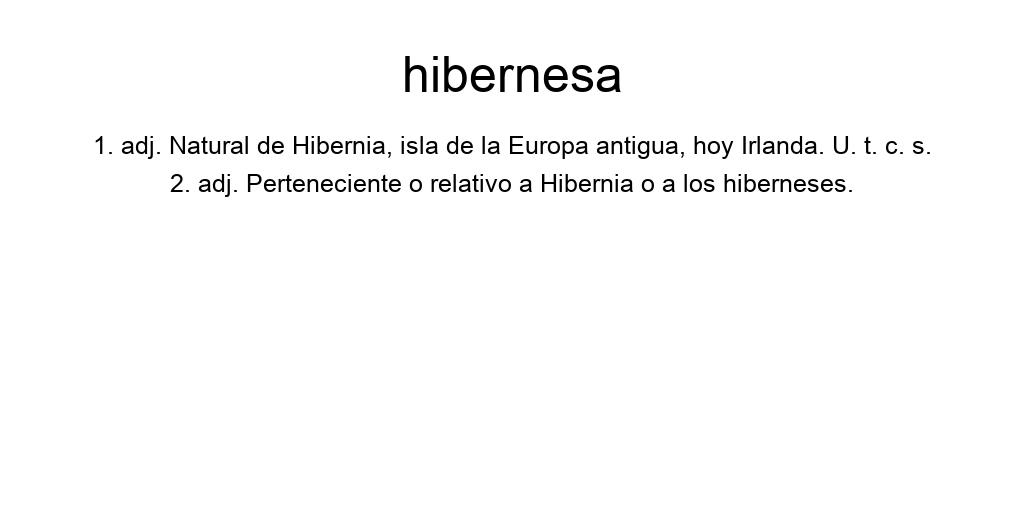 hibernesa
1. adj. Natural de Hibernia, isla de la Europa antigua, hoy Irlanda. U. t. c. s.
2. adj. Perteneciente o relativo a Hibernia o a los hiberneses.